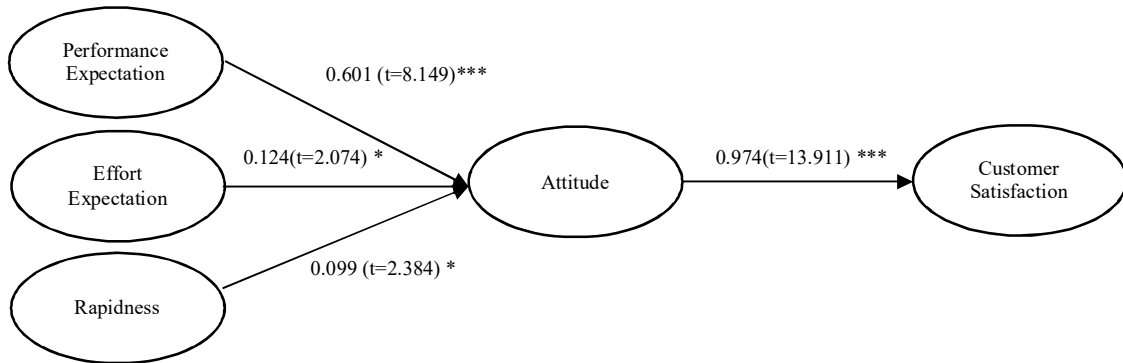 Performance
Expectation
0.601 (t=8.149)***
Effort
Expectation
0.124(t=2.074) *
Attitude
0.974(t=13.911) ***
Customer
Satisfaction
0.099 (t=2.384) *
Rapidness